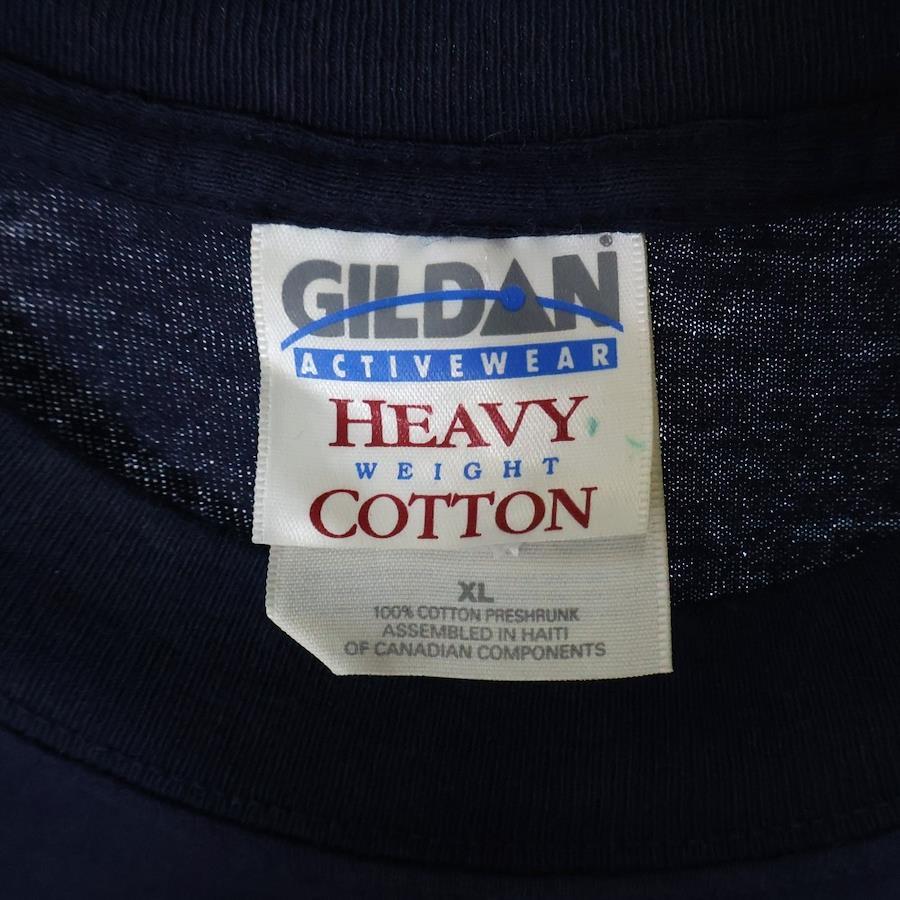 GILDAN®
ACTIVEWEAR
HEAVY
WEIGHT
COTTON
XL
100% COTTON PRESHRUNK
ASSEMBLED IN HAITI
OF CANADIAN COMPONENTS